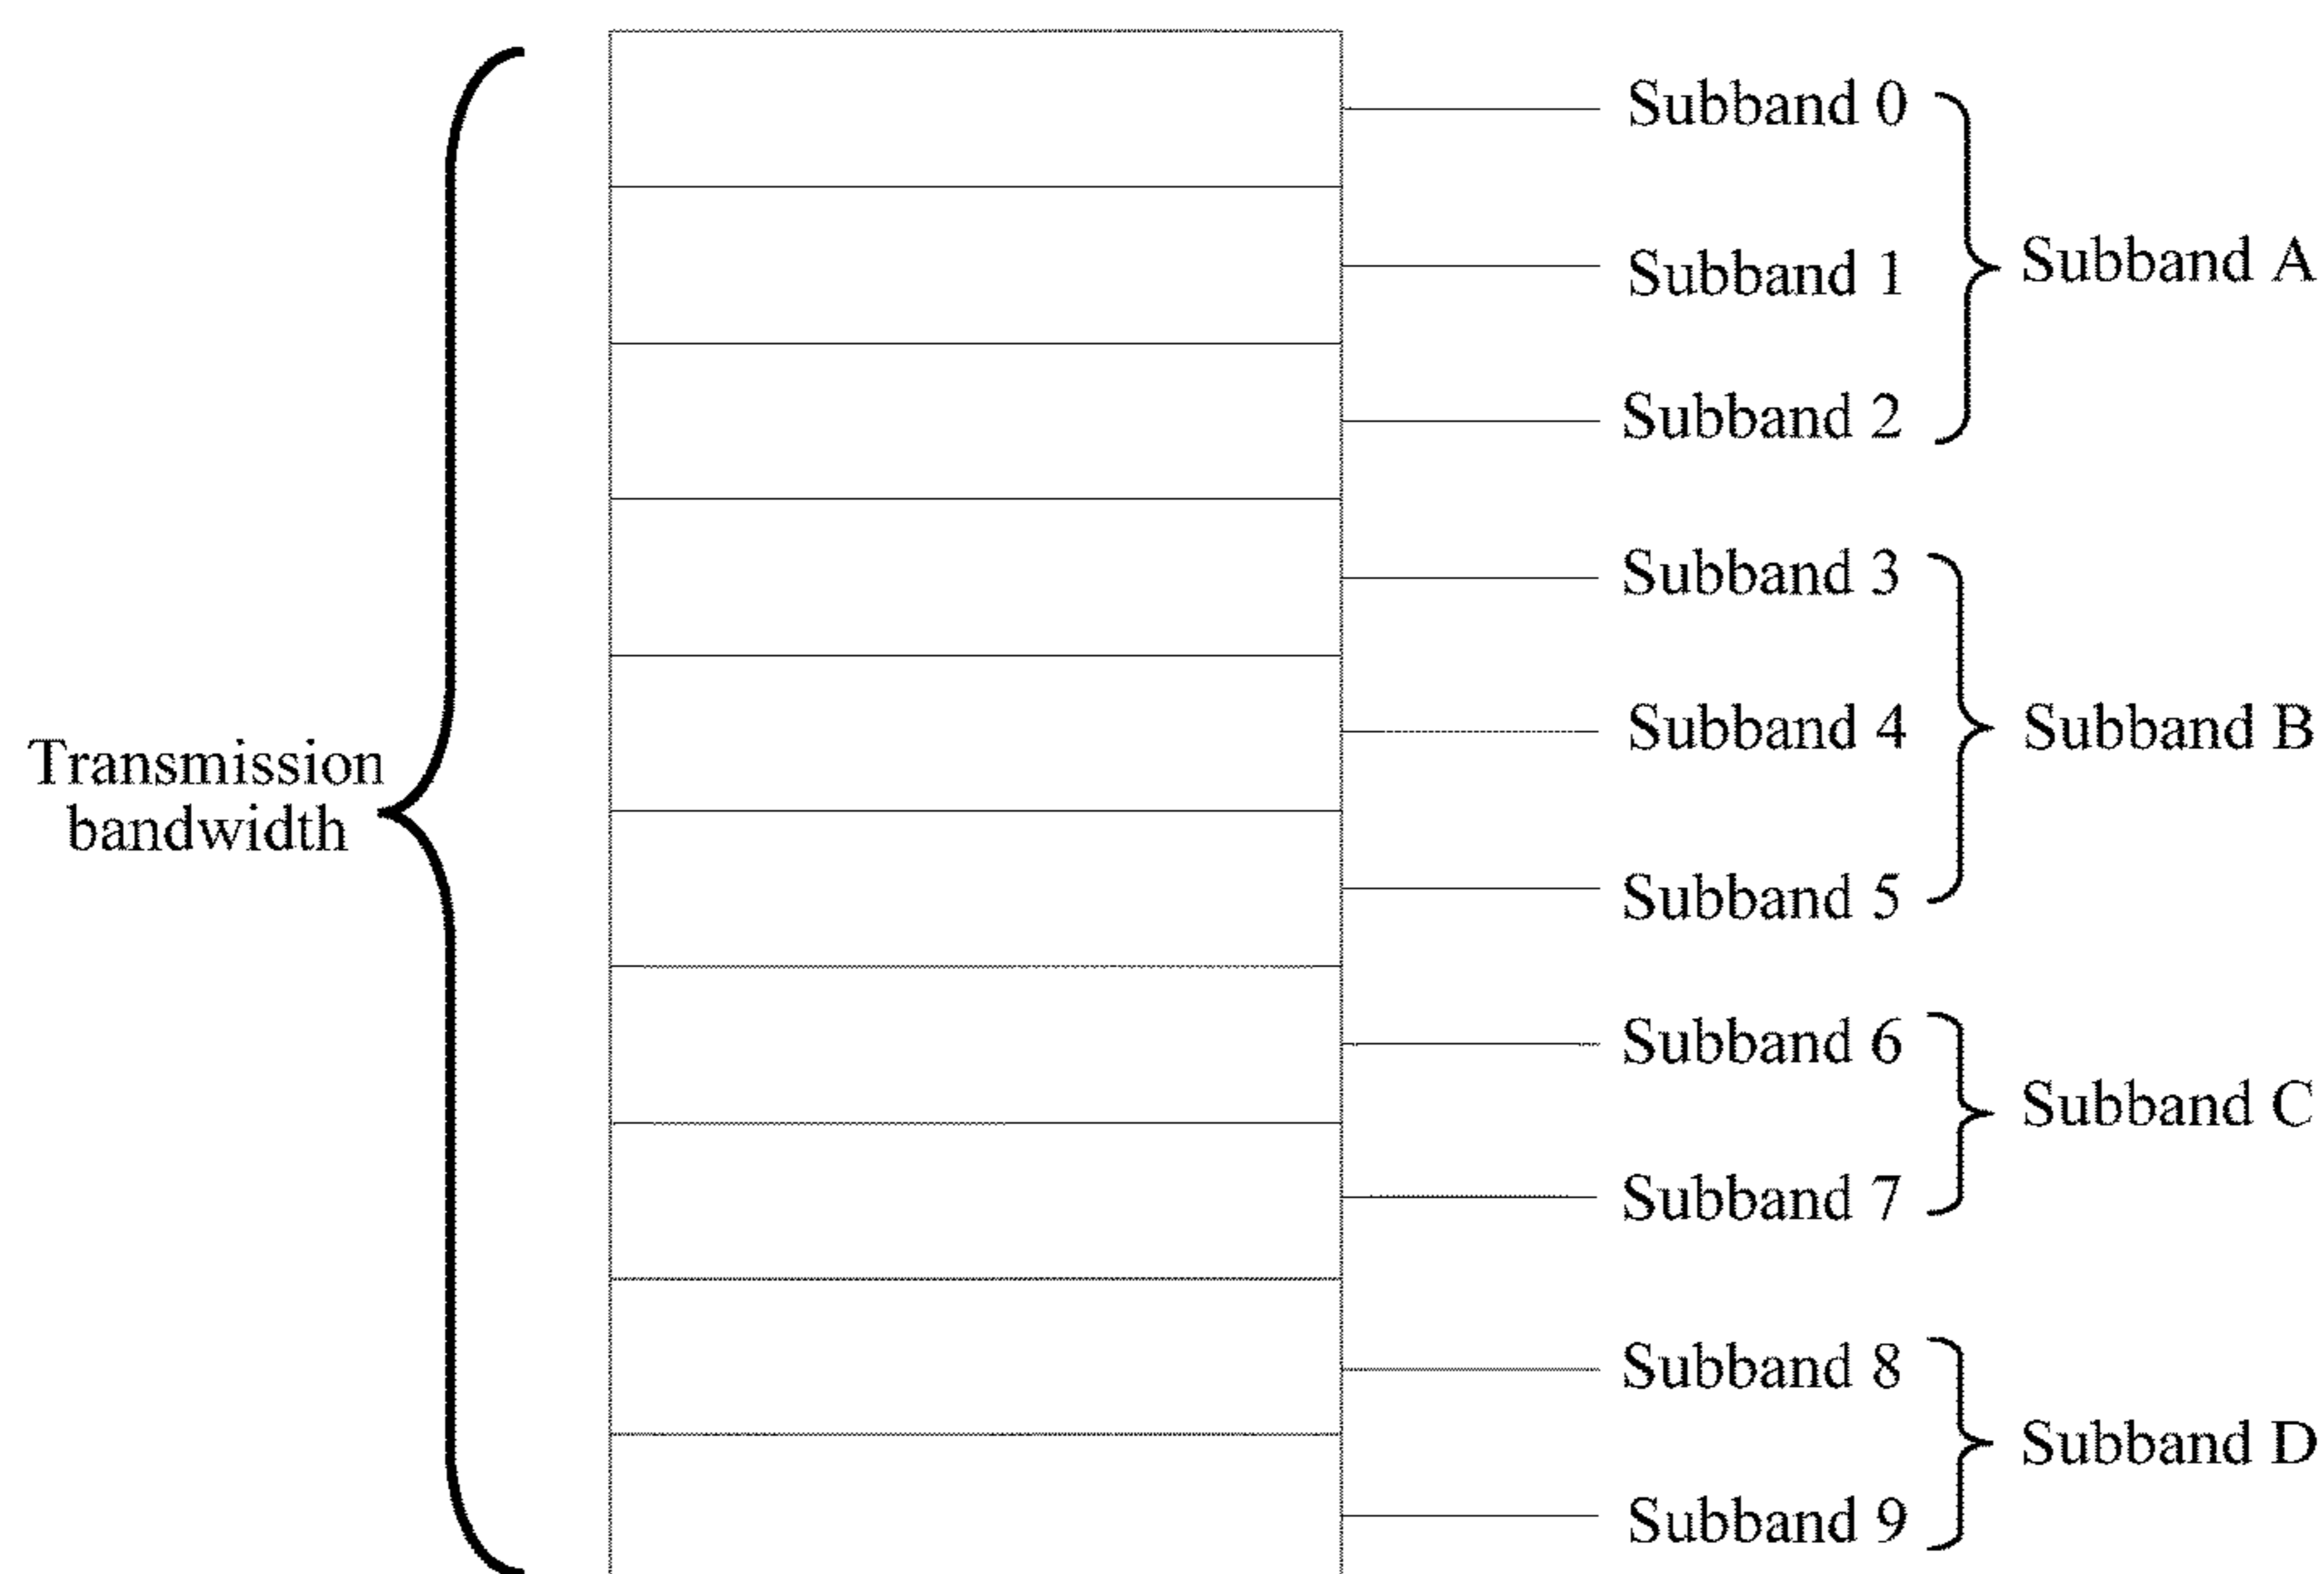 Subband 0
Subband 1
Subband A
Subband 2
Subband 3
Subband 4
Subband B
Transmission
bandwidth
Subband 5
Subband 6
Subband C
Subband 7
Subband 8
Subband D
Subband 9